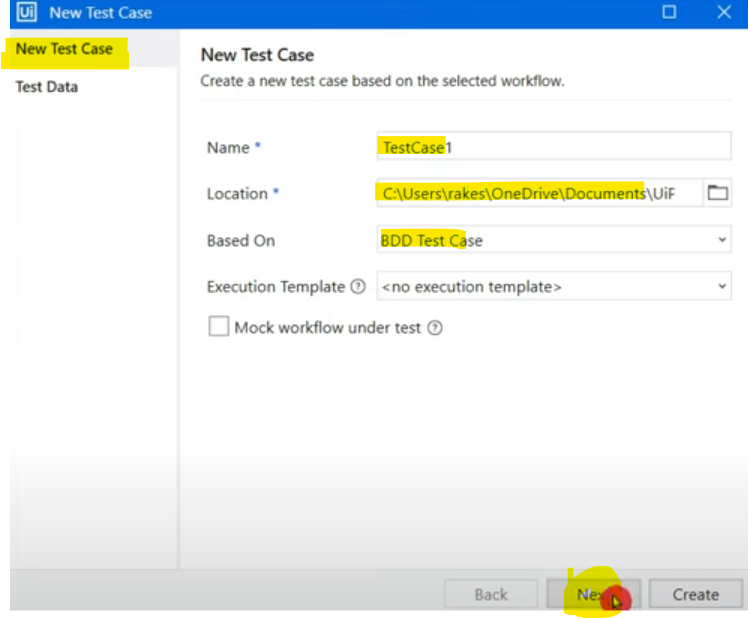 Ui New Test Case
New Test Case
Test Data
New Test Case
Create a new test case based on the selected workflow.
Name *
TestCase1
Location *
C:\Users\rakes\OneDrive\Documents\UiF
Based On
BDD Test Case
Execution Template ?
<no execution template>
Mock workflow under test ?
Back
Create